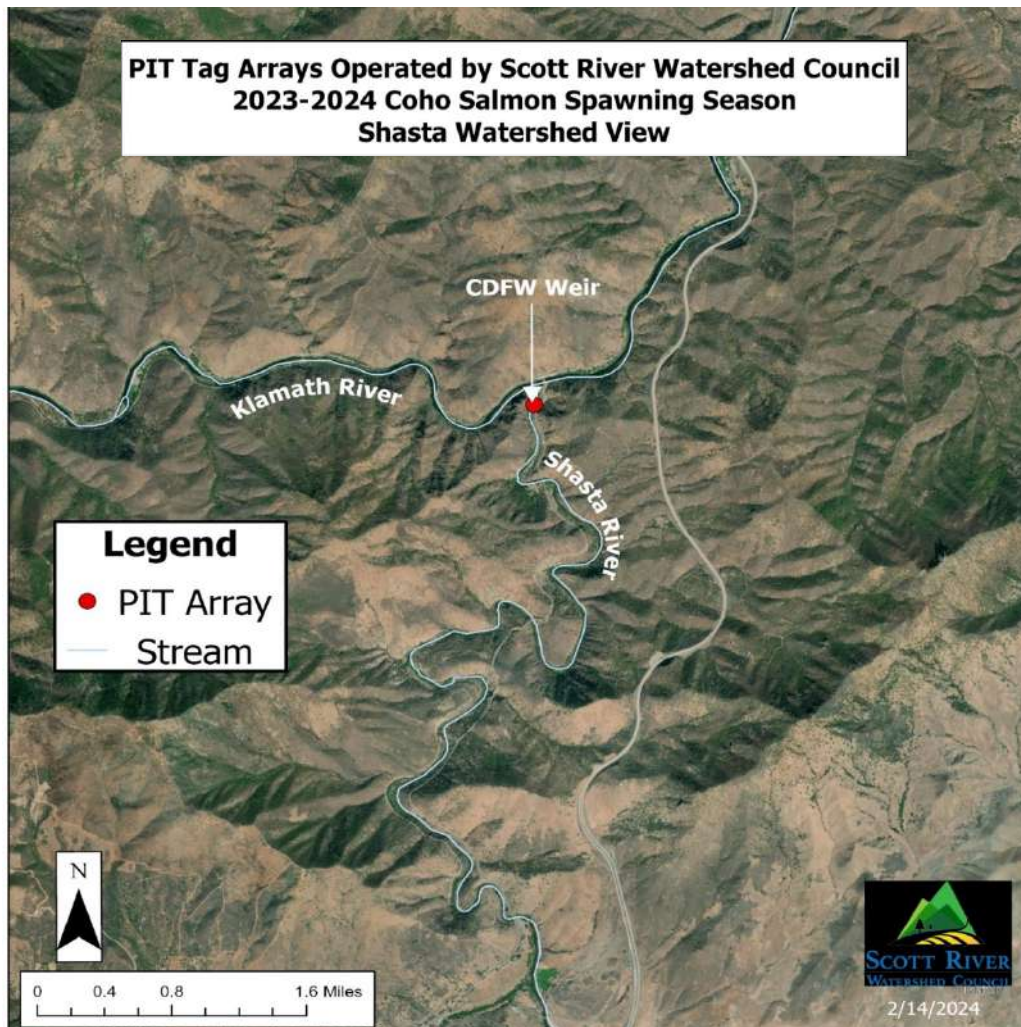 PIT Tag Arrays Operated by Scott River Watershed Council
2023-2024 Coho Salmon Spawning Season
Shasta Watershed View
CDFW Weir
Klamath River
Shasta River
Legend
PIT Array
Stream
N
0 0.4 0.8 1.6 Miles
SCOTT RIVER
WATERSHED COUNCIL
2/14/2024